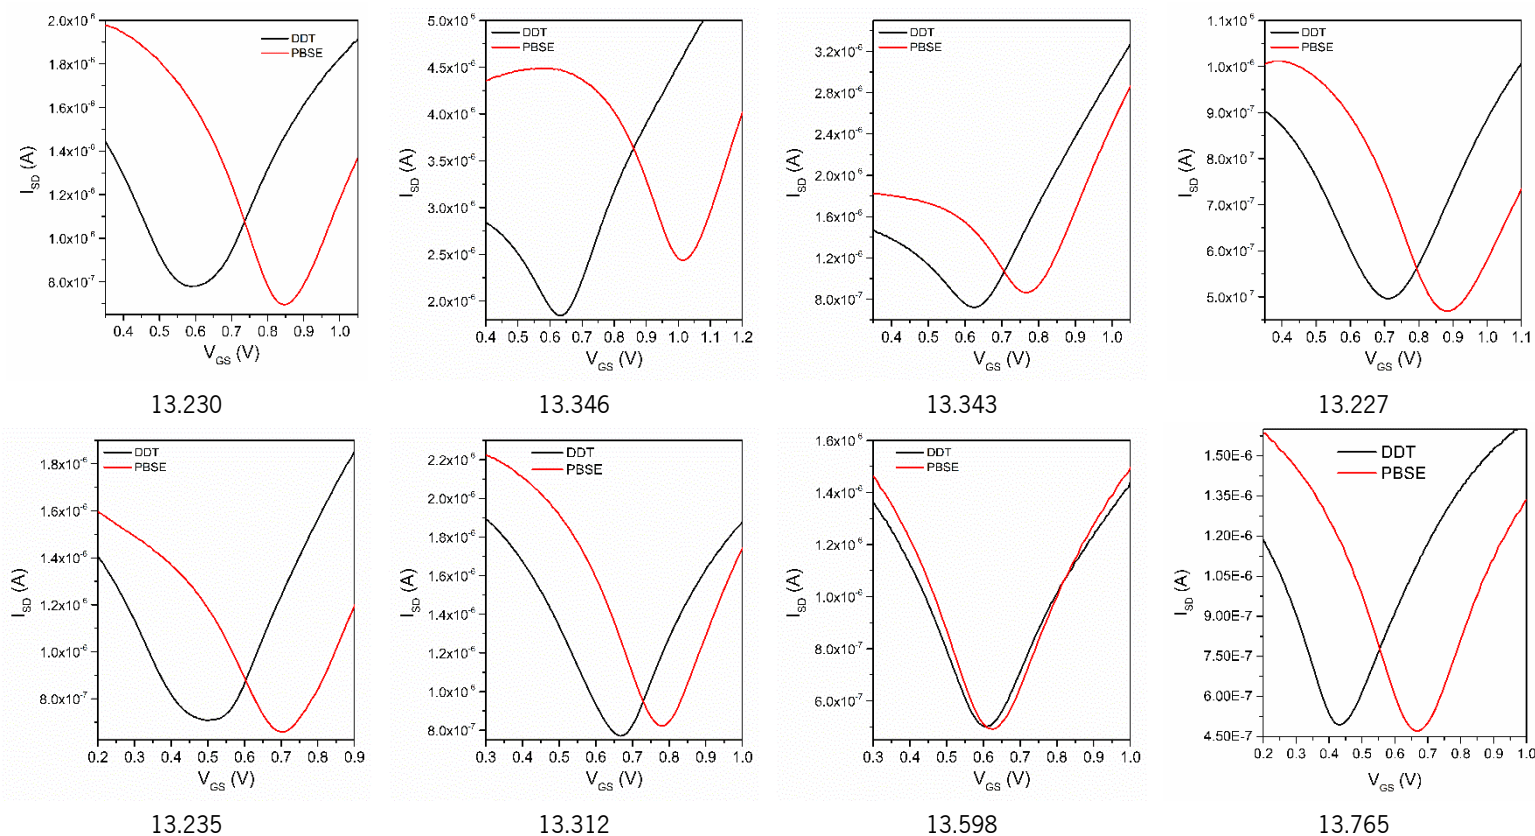 2.0x10⁻⁶
1.8x10⁻⁶
1.6x10⁻⁶
1.4x10⁻⁶
1.2x10⁻⁶
1.0x10⁻⁶
8.0x10⁻⁷
I_SD (A)
DDT
PBSE
0.4 0.5 0.6 0.7 0.8 0.9 1.0
V_GS (V)
13.230
5.0x10⁻⁶
4.5x10⁻⁶
4.0x10⁻⁶
3.5x10⁻⁶
3.0x10⁻⁶
2.5x10⁻⁶
2.0x10⁻⁶
I_SD (A)
DDT
PBSE
0.4 0.5 0.6 0.7 0.8 0.9 1.0 1.1 1.2
V_GS (V)
13.346
3.2x10⁻⁶
2.8x10⁻⁶
2.4x10⁻⁶
2.0x10⁻⁶
1.6x10⁻⁶
1.2x10⁻⁶
8.0x10⁻⁷
I_SD (A)
DDT
PBSE
0.4 0.5 0.6 0.7 0.8 0.9 1.0
V_GS (V)
13.343
1.1x10⁻⁶
1.0x10⁻⁶
9.0x10⁻⁷
8.0x10⁻⁷
7.0x10⁻⁷
6.0x10⁻⁷
5.0x10⁻⁷
I_SD (A)
DDT
PBSE
0.4 0.5 0.6 0.7 0.8 0.9 1.0 1.1
V_GS (V)
13.227
1.8x10⁻⁶
1.6x10⁻⁶
1.4x10⁻⁶
1.2x10⁻⁶
1.0x10⁻⁶
8.0x10⁻⁷
I_SD (A)
DDT
PBSE
0.2 0.3 0.4 0.5 0.6 0.7 0.8 0.9
V_GS (V)
13.235
2.2x10⁻⁶
2.0x10⁻⁶
1.8x10⁻⁶
1.6x10⁻⁶
1.4x10⁻⁶
1.2x10⁻⁶
1.0x10⁻⁶
8.0x10⁻⁷
I_SD (A)
DDT
PBSE
0.3 0.4 0.5 0.6 0.7 0.8 0.9 1.0
V_GS (V)
13.312
1.6x10⁻⁶
1.4x10⁻⁶
1.2x10⁻⁶
1.0x10⁻⁶
8.0x10⁻⁷
6.0x10⁻⁷
I_SD (A)
DDT
PBSE
0.3 0.4 0.5 0.6 0.7 0.8 0.9 1.0
V_GS (V)
13.598
1.50E-6
1.35E-6
1.20E-6
1.05E-6
9.00E-7
7.50E-7
6.00E-7
4.50E-7
I_SD (A)
DDT
PBSE
0.2 0.3 0.4 0.5 0.6 0.7 0.8 0.9 1.0
V_GS (V)
13.765